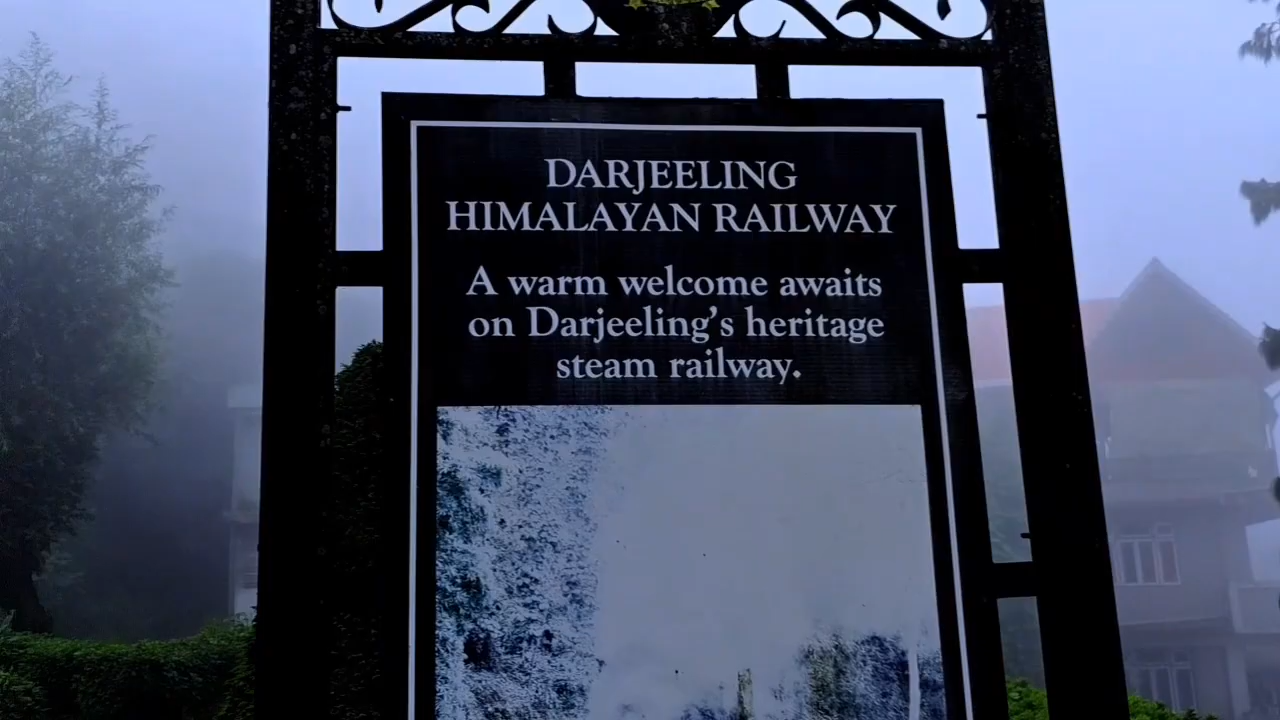 DARJEELING
HIMALAYAN RAILWAY
A warm welcome awaits
on Darjeeling's heritage
steam railway.